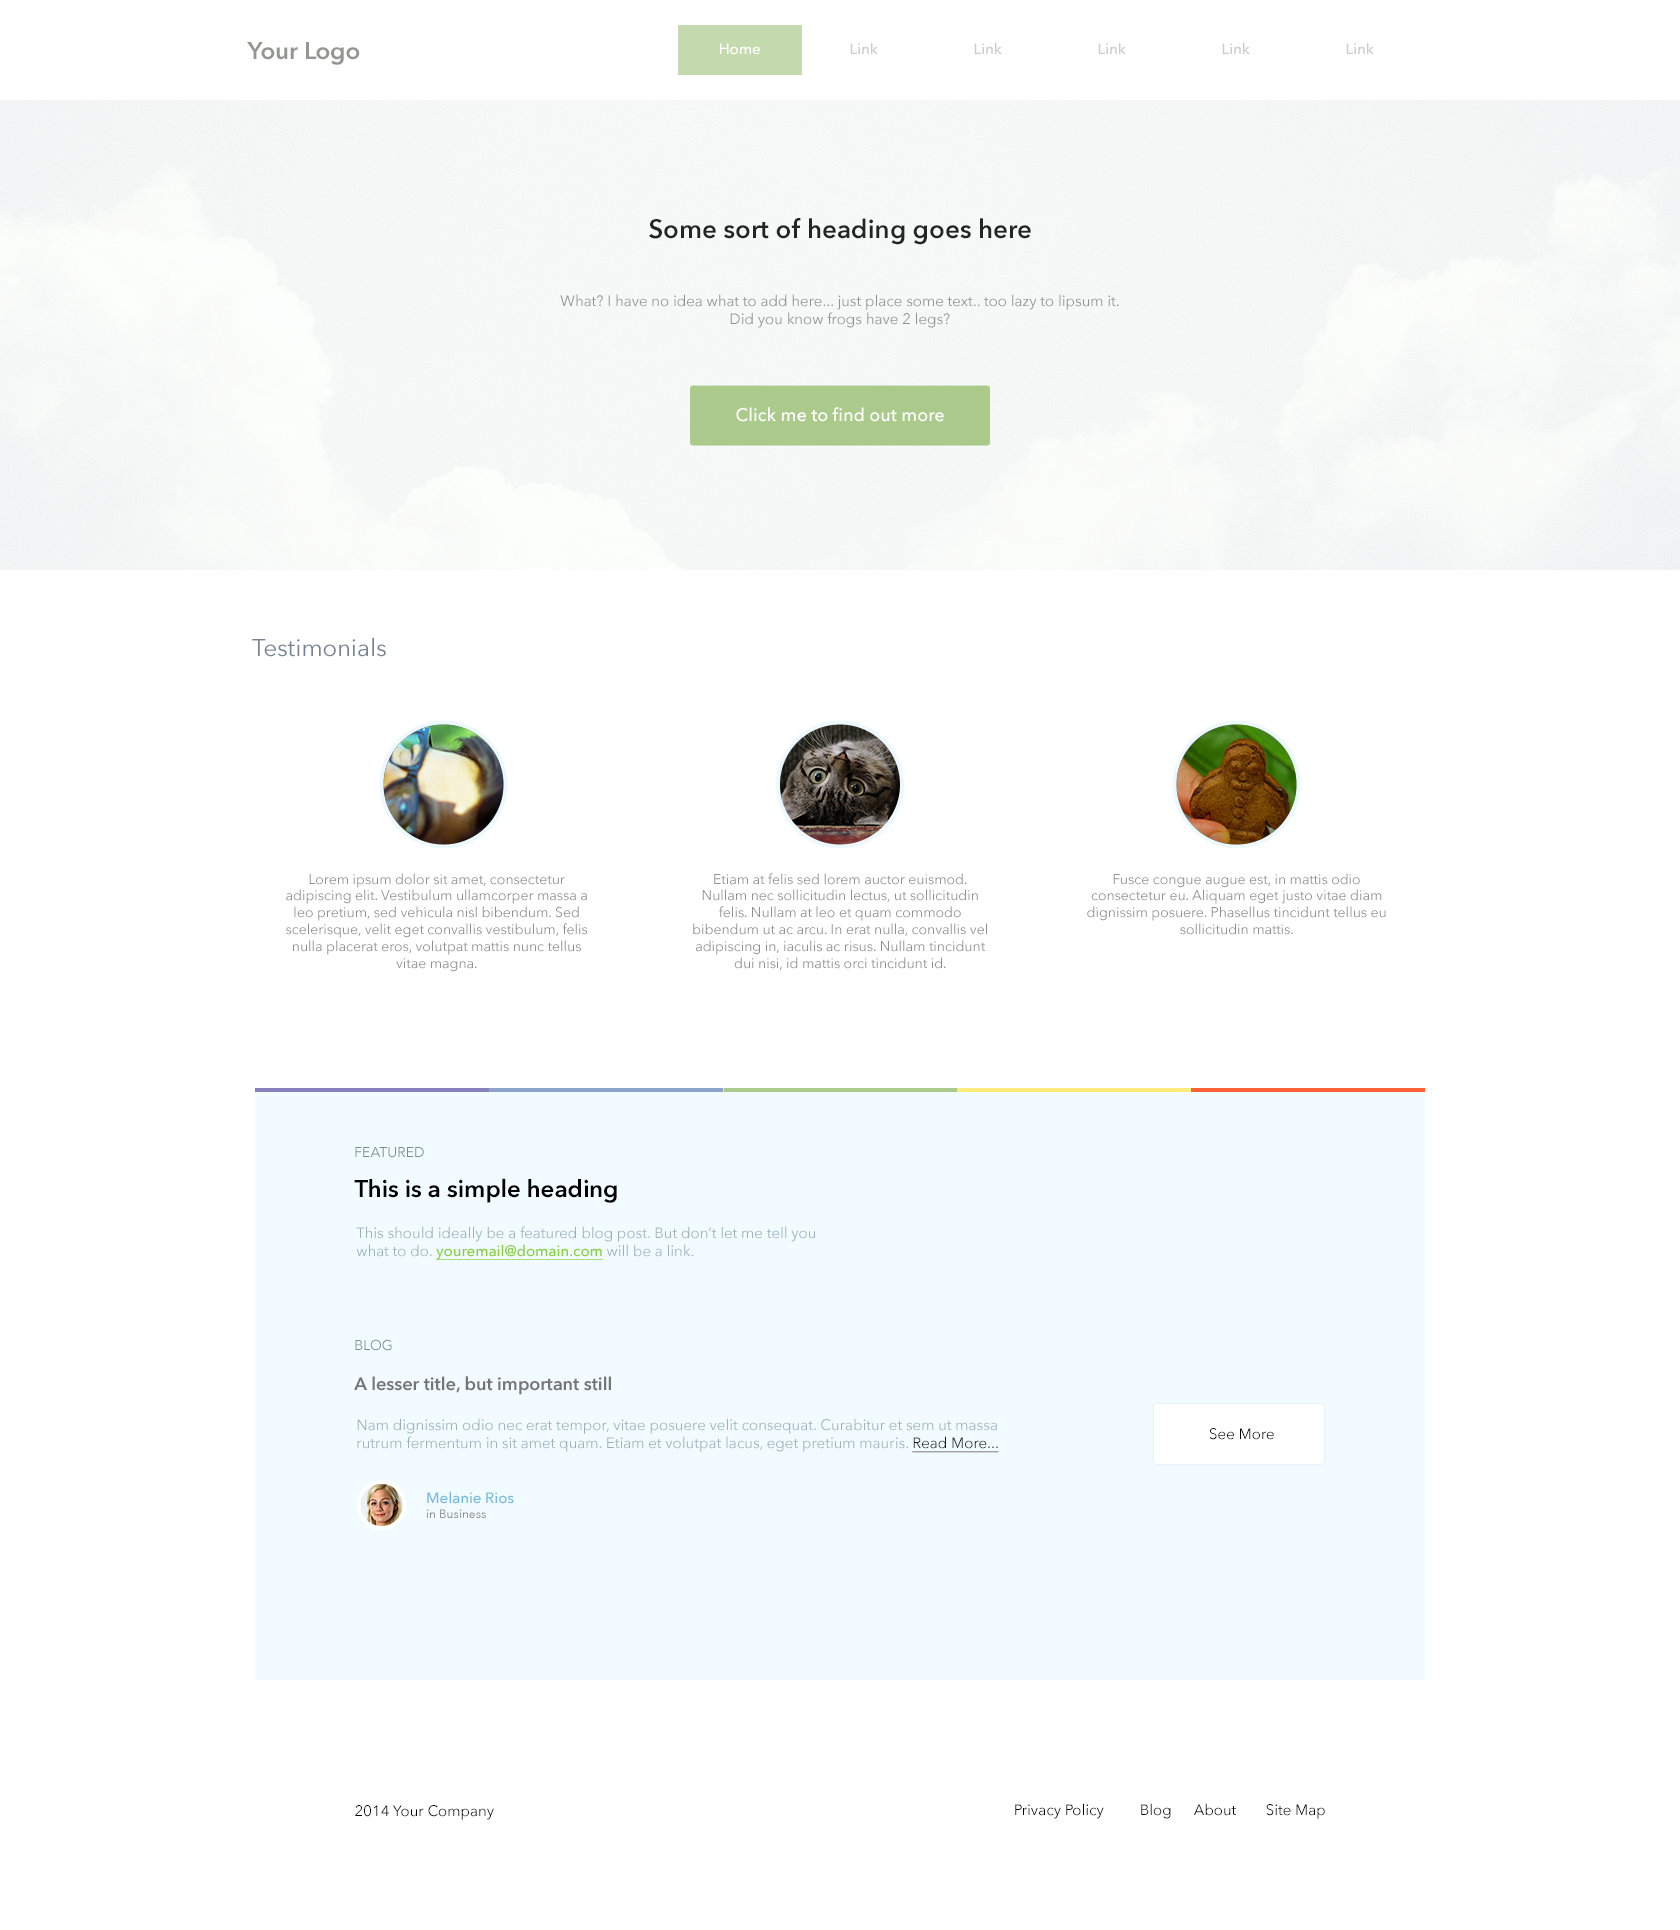 Your Logo
Home
Link
Link
Link
Link
Link
Some sort of heading goes here
What? I have no idea what to add here... just place some text.. too lazy to lipsum it.
Did you know frogs have 2 legs?
Click me to find out more
Testimonials
Lorem ipsum dolor sit amet, consectetur
adipiscing elit. Vestibulum ullamcorper massa a
leo pretium, sed vehicula nisl bibendum. Sed
scelerisque, velit eget convallis vestibulum, felis
nulla placerat eros, volutpat mattis nunc tellus
vitae magna.
Etiam at felis sed lorem auctor euismod.
Nullam nec sollicitudin lectus, ut sollicitudin
felis. Nullam at leo et quam commodo
bibendum ut ac arcu. In erat nulla, convallis vel
adipiscing in, iaculis ac risus. Nullam tincidunt
dui nisi, id mattis orci tincidunt id.
Fusce congue augue est, in mattis odio
consectetur eu. Aliquam eget justo vitae diam
dignissim posuere. Phasellus tincidunt tellus eu
sollicitudin mattis.
FEATURED
This is a simple heading
This should ideally be a featured blog post. But don't let me tell you
what to do. youremail@domain.com will be a link.
BLOG
A lesser title, but important still
Nam dignissim odio nec erat tempor, vitae posuere velit consequat. Curabitur et sem ut massa
rutrum fermentum in sit amet quam. Etiam et volutpat lacus, eget pretium mauris. Read More...
See More
Melanie Rios
in Business
2014 Your Company
Privacy Policy
Blog
About
Site Map